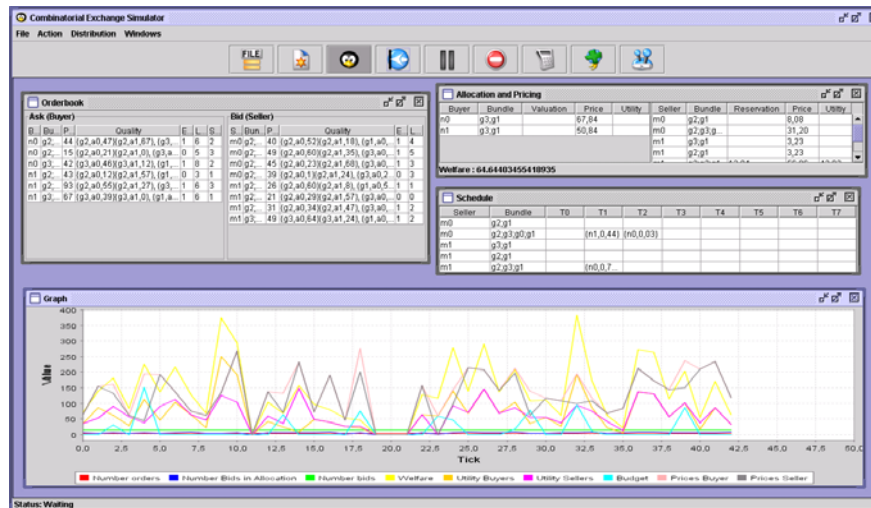 Combinatorial Exchange Simulator
File Action Distribution Windows
FILE
Orderbook
Ask (Buyer)
B... Bu... P... Quality E... L... S...
n0 g2;... 44 (g2,a0,47)(g2,a1,67), (g3,... 1 6 2
n0 g2;... 15 (g2,a0,21)(g2,a1,0), (g3,a... 0 5 3
n0 g3;... 42 (g3,a0,46)(g3,a1,12), (g1,... 1 8 2
n1 g2;... 43 (g2,a0,12)(g2,a1,57), (g1,... 0 3 1
n1 g2;... 93 (g2,a0,55)(g2,a1,27), (g3,... 1 6 3
n1 g3;... 67 (g3,a0,39)(g3,a1,0), (g1,a... 1 6 1
Bid (Seller)
S... Bun... P... Quality E... L...
m0 g2;... 40 (g2,a0,52)(g2,a1,18), (g1,a0,... 1 4
m0 g2;... 49 (g2,a0,60)(g2,a1,35), (g3,a0,... 1 5
m0 g2;... 45 (g2,a0,23)(g2,a1,68), (g3,a0,... 1 3
m0 g2;... 39 (g2,a0,1)(g2,a1,24), (g3,a0,2... 0 3
m1 g2;... 26 (g2,a0,60)(g2,a1,8), (g1,a0,5... 1 1
m1 g2;... 21 (g2,a0,29)(g2,a1,57), (g3,a0,... 0 0
m1 g2;... 31 (g2,a0,34)(g2,a1,47), (g3,a0,... 1 2
m1 g3;... 49 (g3,a0,64)(g3,a1,24), (g1,a0,... 1 2
Allocation and Pricing
Buyer Bundle Valuation Price Utility
n0 g3;g1 67,84
n1 g3;g1 50,84
Seller Bundle Reservation Price Utility
m0 g2;g1 8,08
m0 g2;g3;g... 31,20
m1 g3;g1 3,23
m1 g2;g1 3,23
Welfare : 64.64403455418935
Schedule
Seller Bundle T0 T1 T2 T3 T4 T5 T6 T7
m0 g2;g1
m0 g2;g3;g0;g1 (n1,0,44) (n0,0,03)
m1 g3;g1
m1 g2;g1
m1 g2;g3;g1 (n0,0,7...
Graph
Value
400
350
300
250
200
150
100
50
0
0,0 2,5 5,0 7,5 10,0 12,5 15,0 17,5 20,0 22,5 25,0 27,5 30,0 32,5 35,0 37,5 40,0 42,5 45,0 47,5 50,0
Tick
Number orders Number Bids in Allocation Number bids Welfare Utility Buyers Utility Sellers Budget Prices Buyer Prices Seller
Status: Waiting